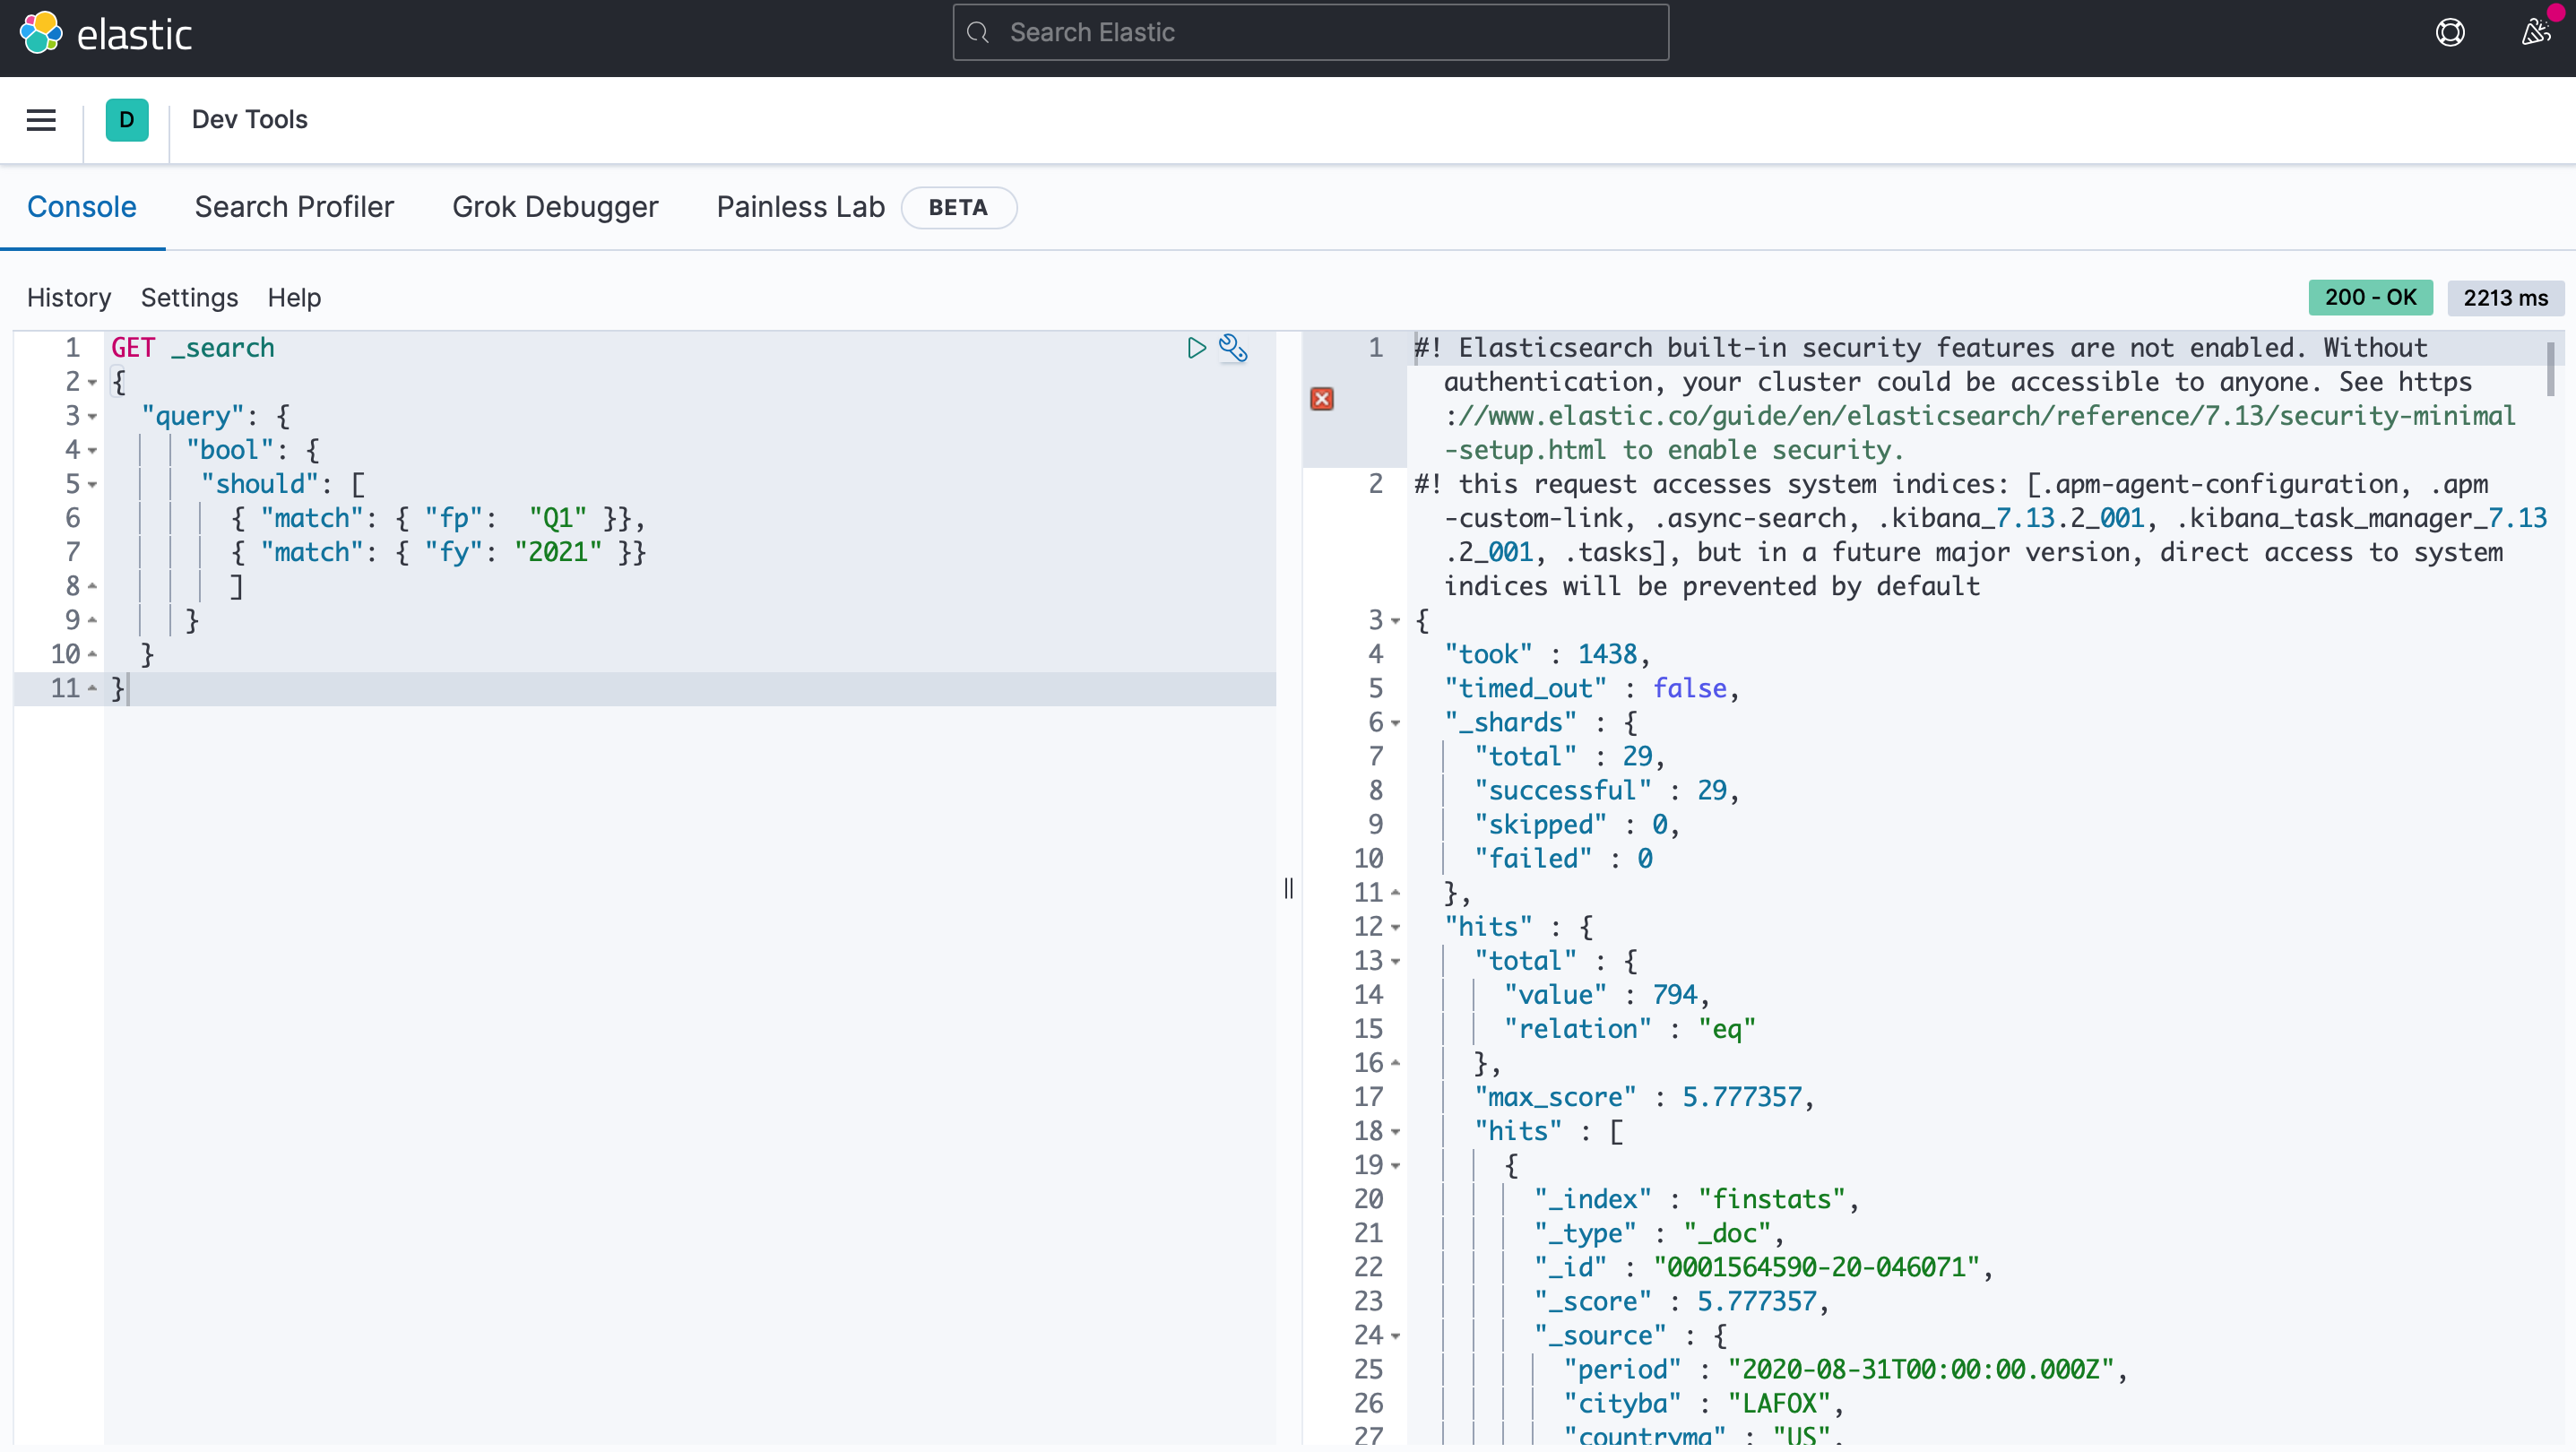 elastic
Search Elastic
D
Dev Tools
Console
Search Profiler
Grok Debugger
Painless Lab
BETA
History
Settings
Help
200 - OK
2213 ms
1 GET _search
2 {
3 "query": {
4 "bool": {
5 "should": [
6 { "match": { "fp":  "Q1" }},
7 { "match": { "fy": "2021" }}
8 ]
9 }
10 }
11 }
1 #! Elasticsearch built-in security features are not enabled. Without
authentication, your cluster could be accessible to anyone. See https
://www.elastic.co/guide/en/elasticsearch/reference/7.13/security-minimal
-setup.html to enable security.
2 #! this request accesses system indices: [.apm-agent-configuration, .apm
-custom-link, .async-search, .kibana_7.13.2_001, .kibana_task_manager_7.13
.2_001, .tasks], but in a future major version, direct access to system
indices will be prevented by default
3 {
4 "took" : 1438,
5 "timed_out" : false,
6 "_shards" : {
7 "total" : 29,
8 "successful" : 29,
9 "skipped" : 0,
10 "failed" : 0
11 },
12 "hits" : {
13 "total" : {
14 "value" : 794,
15 "relation" : "eq"
16 },
17 "max_score" : 5.777357,
18 "hits" : [
19 {
20 "_index" : "finstats",
21 "_type" : "_doc",
22 "_id" : "0001564590-20-046071",
23 "_score" : 5.777357,
24 "_source" : {
25 "period" : "2020-08-31T00:00:00.000Z",
26 "cityba" : "LAFOX",
27 "countryma" : "US",